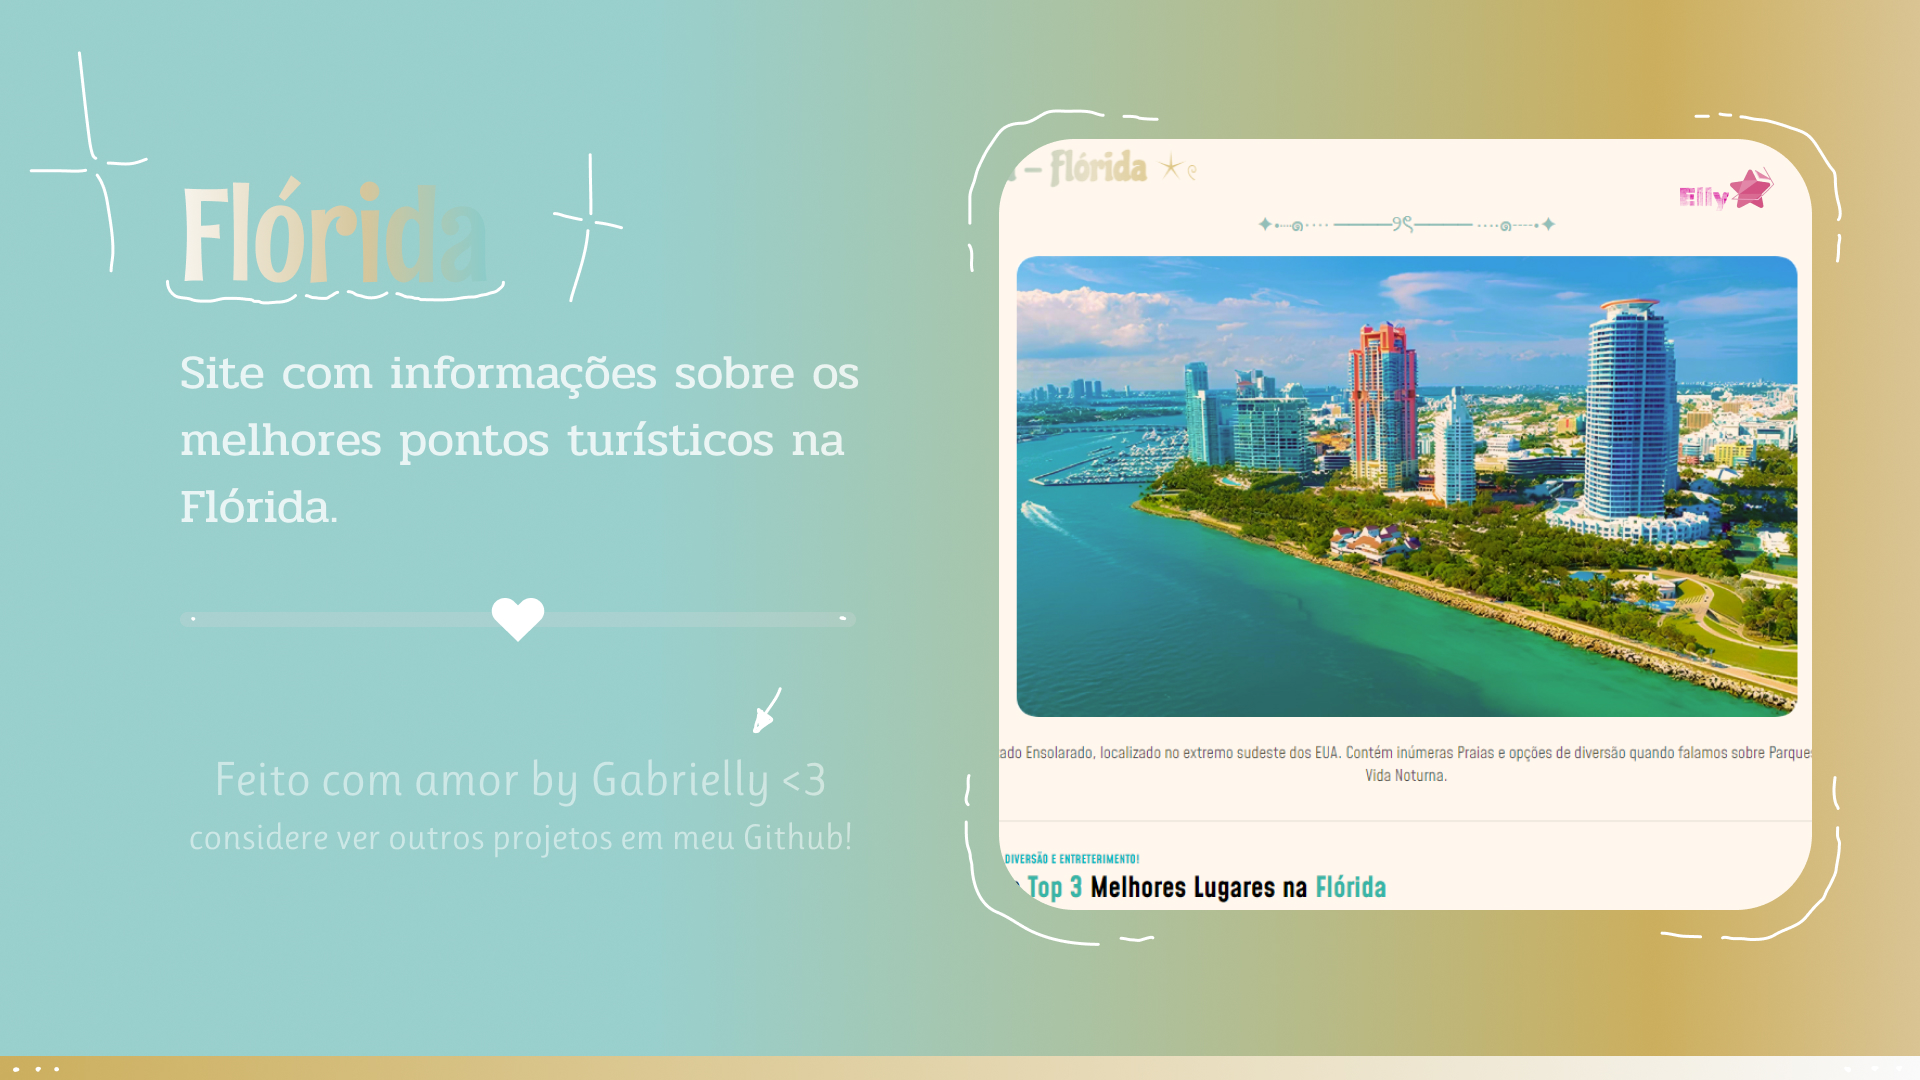 Flórida
Site com informações sobre os
melhores pontos turísticos na
Flórida.
Feito com amor by Gabrielly <3
considere ver outros projetos em meu Github!
– Flórida
Elly
ado Ensolarado, localizado no extremo sudeste dos EUA. Contém inúmeras Praias e opções de diversão quando falamos sobre Parques
Vida Noturna.
DIVERSÃO E ENTRETERIMENTO!
Top 3 Melhores Lugares na Flórida